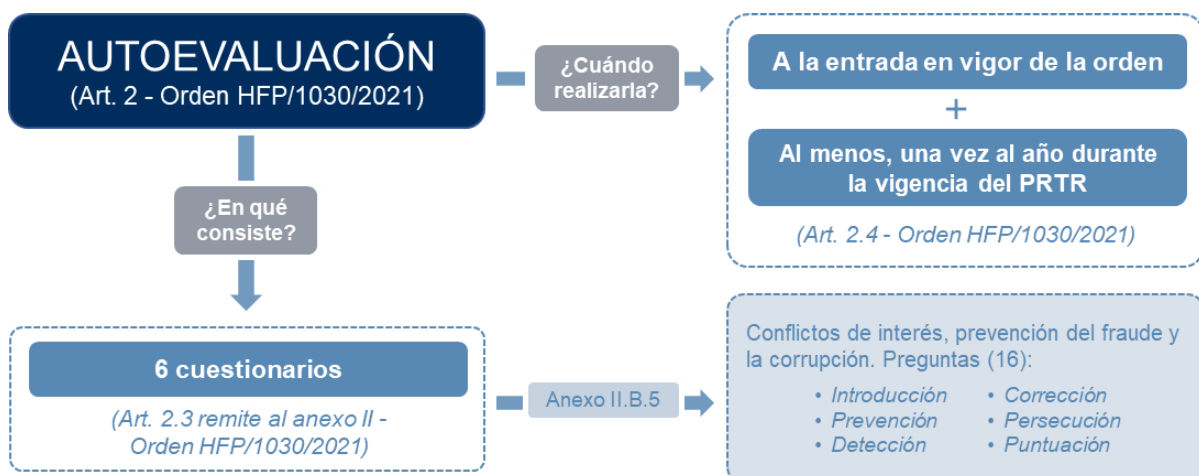 AUTOEVALUACIÓN
(Art. 2 - Orden HFP/1030/2021)
¿Cuándo
realizarla?
A la entrada en vigor de la orden
+
Al menos, una vez al año durante
la vigencia del PRTR
(Art. 2.4 - Orden HFP/1030/2021)
¿En qué
consiste?
6 cuestionarios
(Art. 2.3 remite al anexo II -
Orden HFP/1030/2021)
Anexo II.B.5
Conflictos de interés, prevención del fraude y
la corrupción. Preguntas (16):
• Introducción
• Prevención
• Detección
• Corrección
• Persecución
• Puntuación